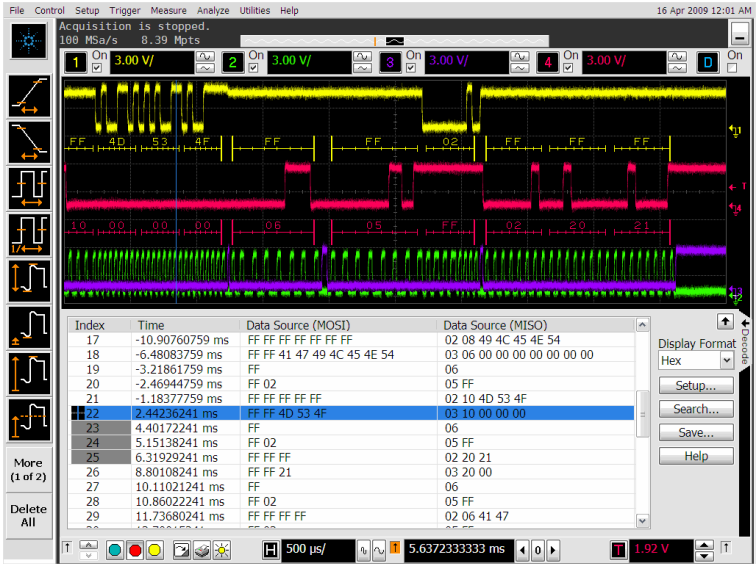 File Control Setup Trigger Measure Analyze Utilities Help 16 Apr 2009 12:01 AM
Acquisition is stopped.
100 MSa/s 8.39 Mpts
1 On 3.00 V/ 2 On 3.00 V/ 3 On 3.00 V/ 4 On 3.00 V/ D On
FF 4D 53 4F FF FF 02 FF FF FF
10 00 00 00 06 05 FF 02 20 21
Index Time Data Source (MOSI) Data Source (MISO)
17 -10.90760759 ms FF FF FF FF FF FF FF 02 08 49 4C 45 4E 54
18 -6.48083759 ms FF FF 41 47 49 4C 45 4E 54 03 06 00 00 00 00 00 00 00
19 -3.21861759 ms FF 06
20 -2.46944759 ms FF 02 05 FF
21 -1.18377759 ms FF FF FF FF FF 02 10 4D 53 4F
22 2.44236241 ms FF FF 4D 53 4F 03 10 00 00 00
23 4.40172241 ms FF 06
24 5.15138241 ms FF 02 05 FF
25 6.31929241 ms FF FF FF 02 20 21
26 8.80108241 ms FF FF 21 03 20 00
27 10.11021241 ms FF 06
28 10.86022241 ms FF 02 05 FF
29 11.73680241 ms FF FF FF FF 02 06 41 47
Decode
Display Format
Hex
Setup...
Search...
Save...
Help
More
(1 of 2)
Delete
All
H 500 µs/ 5.6372333333 ms 0 T 1.92 V